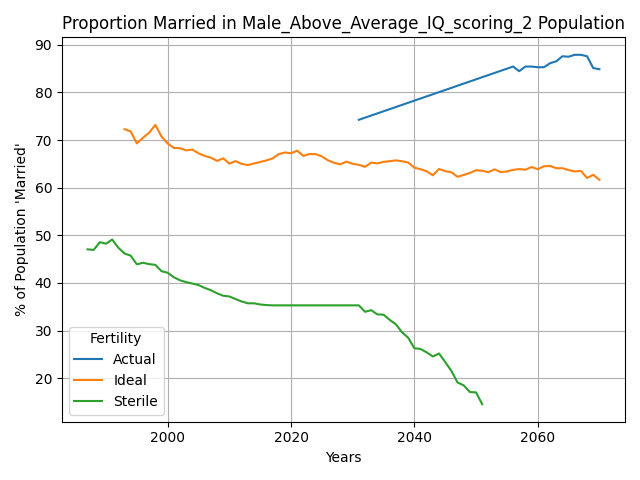 Proportion Married in Male_Above_Average_IQ_scoring_2 Population
% of Population 'Married'
90
80
70
60
50
40
30
20
Fertility
Actual
Ideal
Sterile
2000
2020
2040
2060
Years